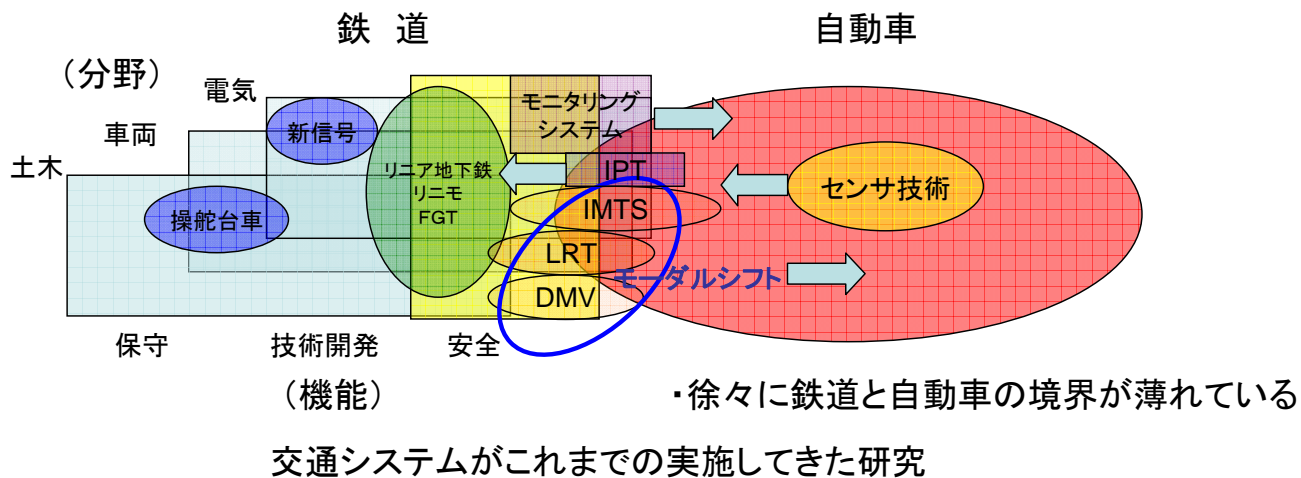 鉄 道
自動車
（分野）
電気
車両
土木
新信号
操舵台車
リニア地下鉄
リニモ
FGT
モニタリング
システム
IPT
IMTS
LRT
DMV
センサ技術
モーダルシフト
保守
技術開発
安全
（機能）
・徐々に鉄道と自動車の境界が薄れている
交通システムがこれまでの実施してきた研究